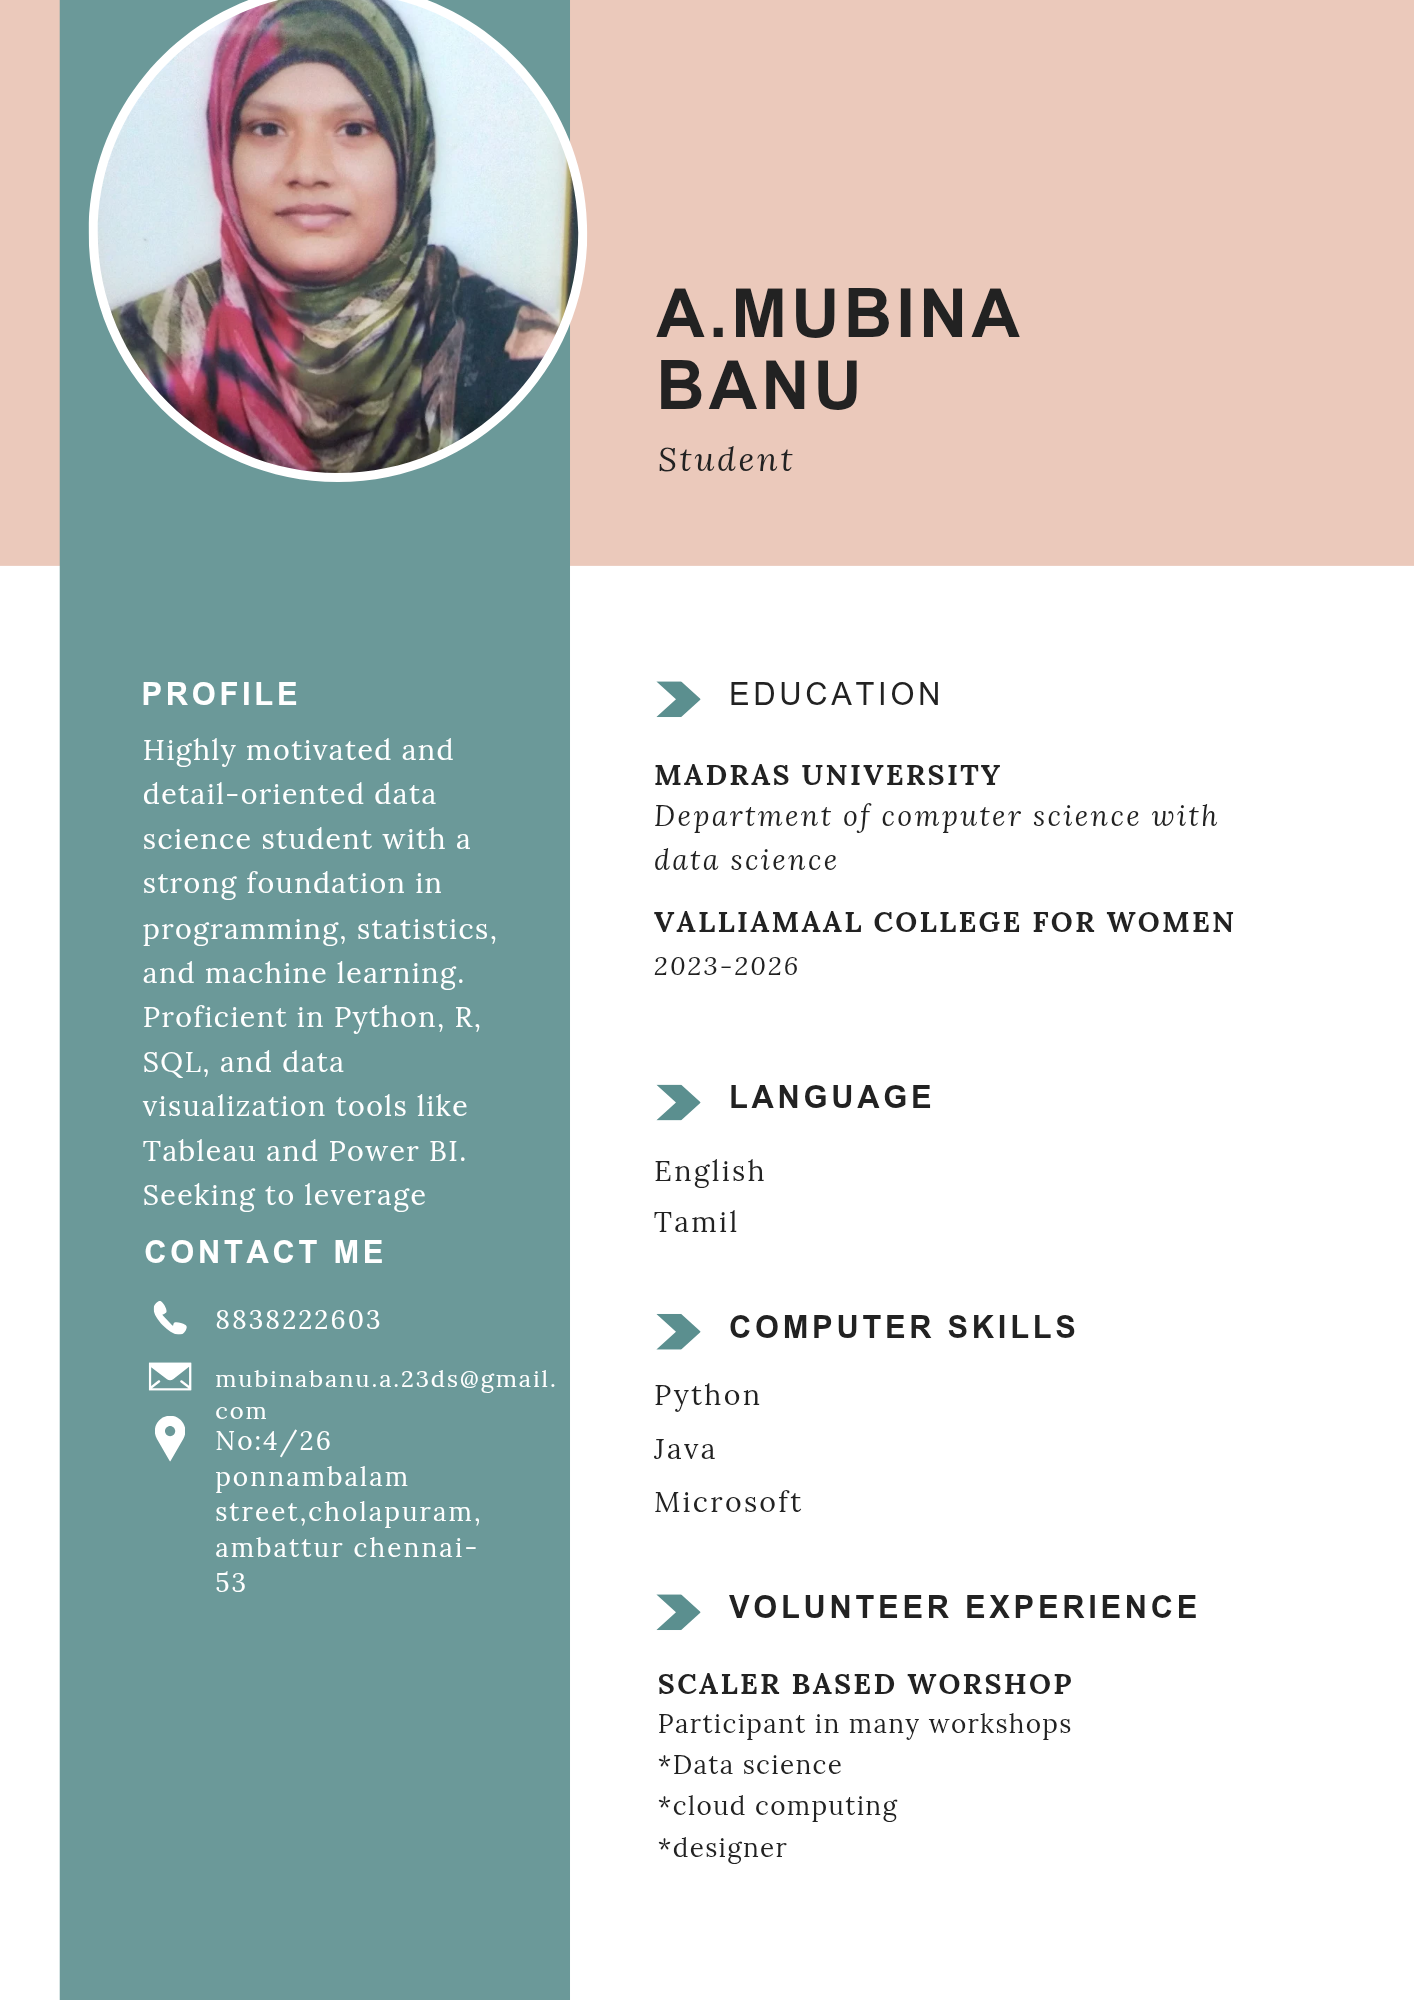 A.MUBINA
BANU
Student
PROFILE
Highly motivated and
detail-oriented data
science student with a
strong foundation in
programming, statistics,
and machine learning.
Proficient in Python, R,
SQL, and data
visualization tools like
Tableau and Power BI.
Seeking to leverage
CONTACT ME
8838222603
mubinabanu.a.23ds@gmail.
com
No:4/26
ponnambalam
street,cholapuram,
ambattur chennai-
53
EDUCATION
MADRAS UNIVERSITY
Department of computer science with
data science
VALLIAMAAL COLLEGE FOR WOMEN
2023-2026
LANGUAGE
English
Tamil
COMPUTER SKILLS
Python
Java
Microsoft
VOLUNTEER EXPERIENCE
SCALER BASED WORSHOP
Participant in many workshops
*Data science
*cloud computing
*designer